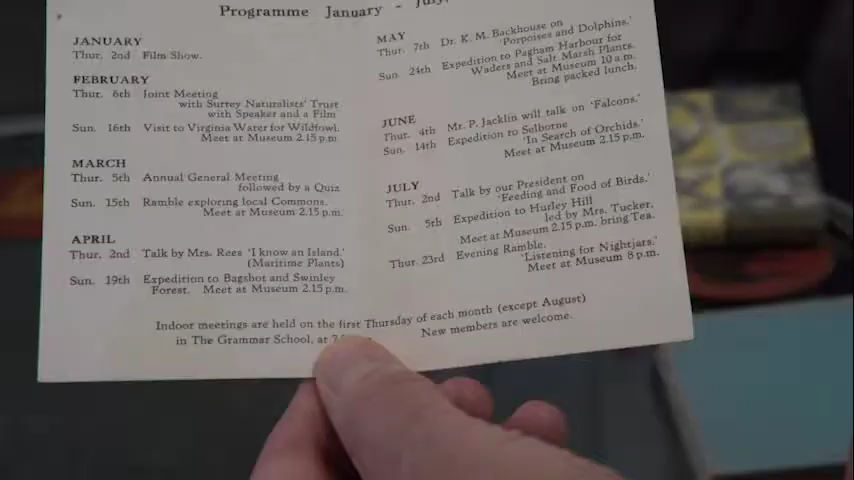 Programme January - July,
JANUARY
Thur. 2nd Film Show.
FEBRUARY
Thur. 6th Joint Meeting
with Surrey Naturalists' Trust
with Speaker and a Film
Sun. 16th Visit to Virginia Water for Wildfowl.
Meet at Museum 2.15 p.m.
MARCH
Thur. 5th Annual General Meeting
followed by a Quiz
Sun. 15th Ramble exploring local Commons.
Meet at Museum 2.15 p.m.
APRIL
Thur. 2nd Talk by Mrs. Rees 'I know an Island.'
(Maritime Plants)
Sun. 19th Expedition to Bagshot and Swinley
Forest. Meet at Museum 2.15 p.m.
MAY
Thur. 7th Dr. K. M. Backhouse on
'Porpoises and Dolphins.'
Sun. 24th Expedition to Pagham Harbour for
Waders and Salt Marsh Plants.
Meet at Museum 10 a.m.
Bring packed lunch.
JUNE
Thur. 4th Mr. P. Jacklin will talk on 'Falcons.'
Sun. 14th Expedition to Selborne
'In Search of Orchids.'
Meet at Museum 2.15 p.m.
JULY
Thur. 2nd Talk by our President on
'Feeding and Food of Birds.'
Sun. 5th Expedition to Hurley Hill
led by Mrs. Tucker,
Meet at Museum 2.15 p.m. bring Tea.
Thur. 23rd Evening Ramble.
'Listening for Nightjars.'
Meet at Museum 8 p.m.
Indoor meetings are held on the first Thursday of each month (except August)
in The Grammar School, at 7 New members are welcome.